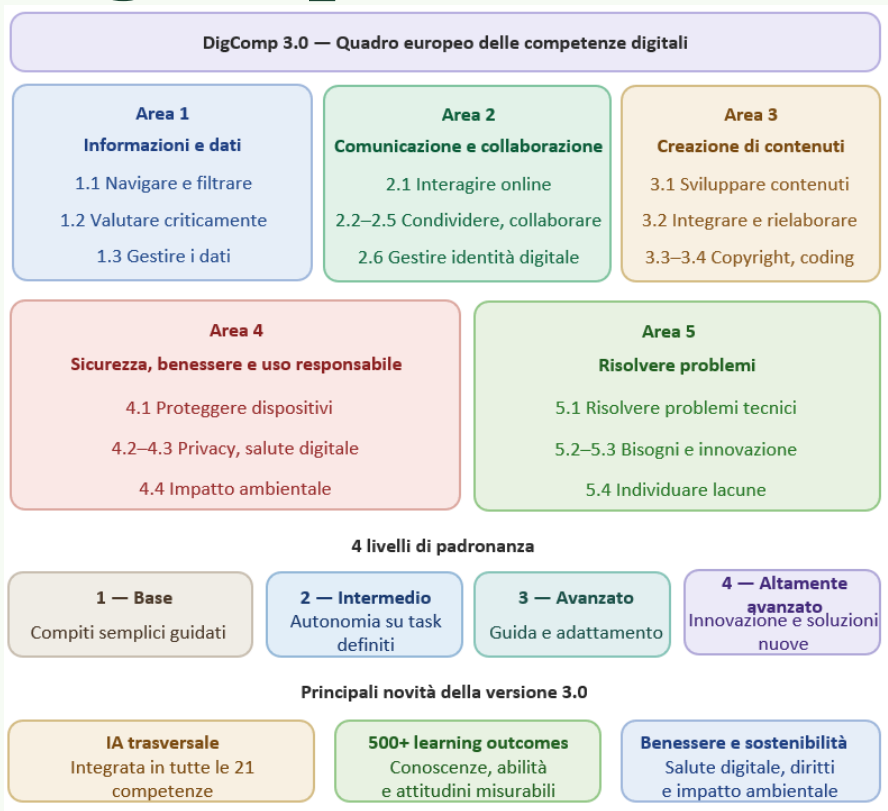 DigComp 3.0 — Quadro europeo delle competenze digitali
Area 1
Informazioni e dati
1.1 Navigare e filtrare
1.2 Valutare criticamente
1.3 Gestire i dati
Area 2
Comunicazione e collaborazione
2.1 Interagire online
2.2–2.5 Condividere, collaborare
2.6 Gestire identità digitale
Area 3
Creazione di contenuti
3.1 Sviluppare contenuti
3.2 Integrare e rielaborare
3.3–3.4 Copyright, coding
Area 4
Sicurezza, benessere e uso responsabile
4.1 Proteggere dispositivi
4.2–4.3 Privacy, salute digitale
4.4 Impatto ambientale
Area 5
Risolvere problemi
5.1 Risolvere problemi tecnici
5.2–5.3 Bisogni e innovazione
5.4 Individuare lacune
4 livelli di padronanza
1 — Base
Compiti semplici guidati
2 — Intermedio
Autonomia su task
definiti
3 — Avanzato
Guida e adattamento
4 — Altamente
avanzato
Innovazione e soluzioni
nuove
Principali novità della versione 3.0
IA trasversale
Integrata in tutte le 21
competenze
500+ learning outcomes
Conoscenze, abilità
e attitudini misurabili
Benessere e sostenibilità
Salute digitale, diritti
e impatto ambientale